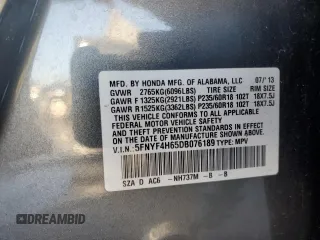 MFD. BY HONDA MFG. OF ALABAMA, LLC 07/'13
GVWR 2765KG(6096LBS) TIRE SIZE RIM SIZE
GAWR F 1325KG(2921LBS) P235/60R18 102T 18X7.5J
GAWR R 1525KG(3362LBS) P235/60R18 102T 18X7.5J
THIS VEHICLE CONFORMS TO ALL APPLICABLE
FEDERAL MOTOR VEHICLE SAFETY AND THEFT
PREVENTION STANDARDS IN EFFECT ON THE DATE
OF MANUFACTURE SHOWN ABOVE.
V.I.N.: 5FNYF4H65DB076189 TYPE: MPV
SZA D AC6 -NH737M -B -B
AutoBidMaster